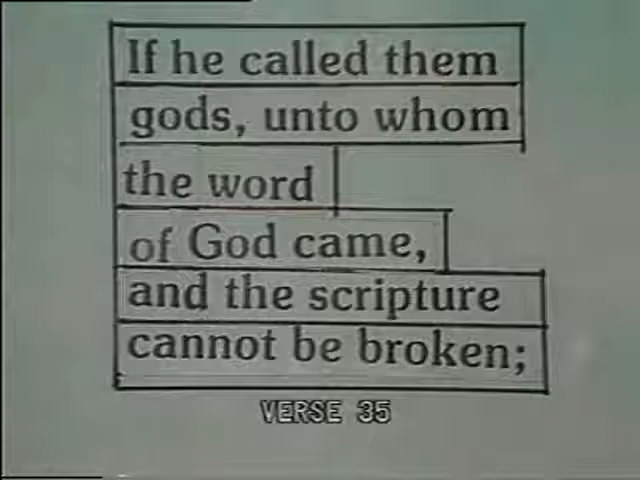 If he called them
gods, unto whom
the word
of God came,
and the scripture
cannot be broken;
VERSE 35